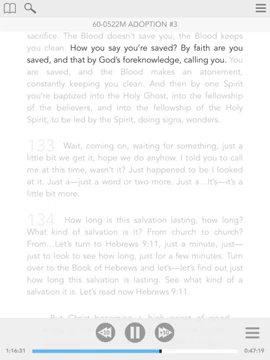 60-0522M ADOPTION #3
sacrifice. The Blood doesn't save you, the Blood keeps
you clean. How you say you're saved? By faith are you
saved, and that by God's foreknowledge, calling you. You
are saved, and the Blood makes an atonement,
constantly keeping you clean. And then by one Spirit
you're baptized into the Holy Ghost, into the fellowship
of the believers, and into the fellowship of the Holy
Spirit, to be led by the Spirit, doing signs, wonders.
133 Wait, coming on, waiting for something, just a
little bit we get it, hope we do anyhow. I told you to call
me at this time, wasn't it? Just happened to be I looked
at it. Just a—just a word or two more. Just a...It's—it's a
little bit more.
134 How long is this salvation lasting, how long?
What kind of salvation is it? From church to church?
From...Let's turn to Hebrews 9:11, just a minute, just—
just to look to see how long, just for a few minutes. Turn
over to the Book of Hebrews and let's—let's find out just
how long this salvation is lasting. See what kind of a
salvation it is. Let's read now Hebrews 9:11.
But Christ becoming a high priest of good
1:16:31
0:47:19